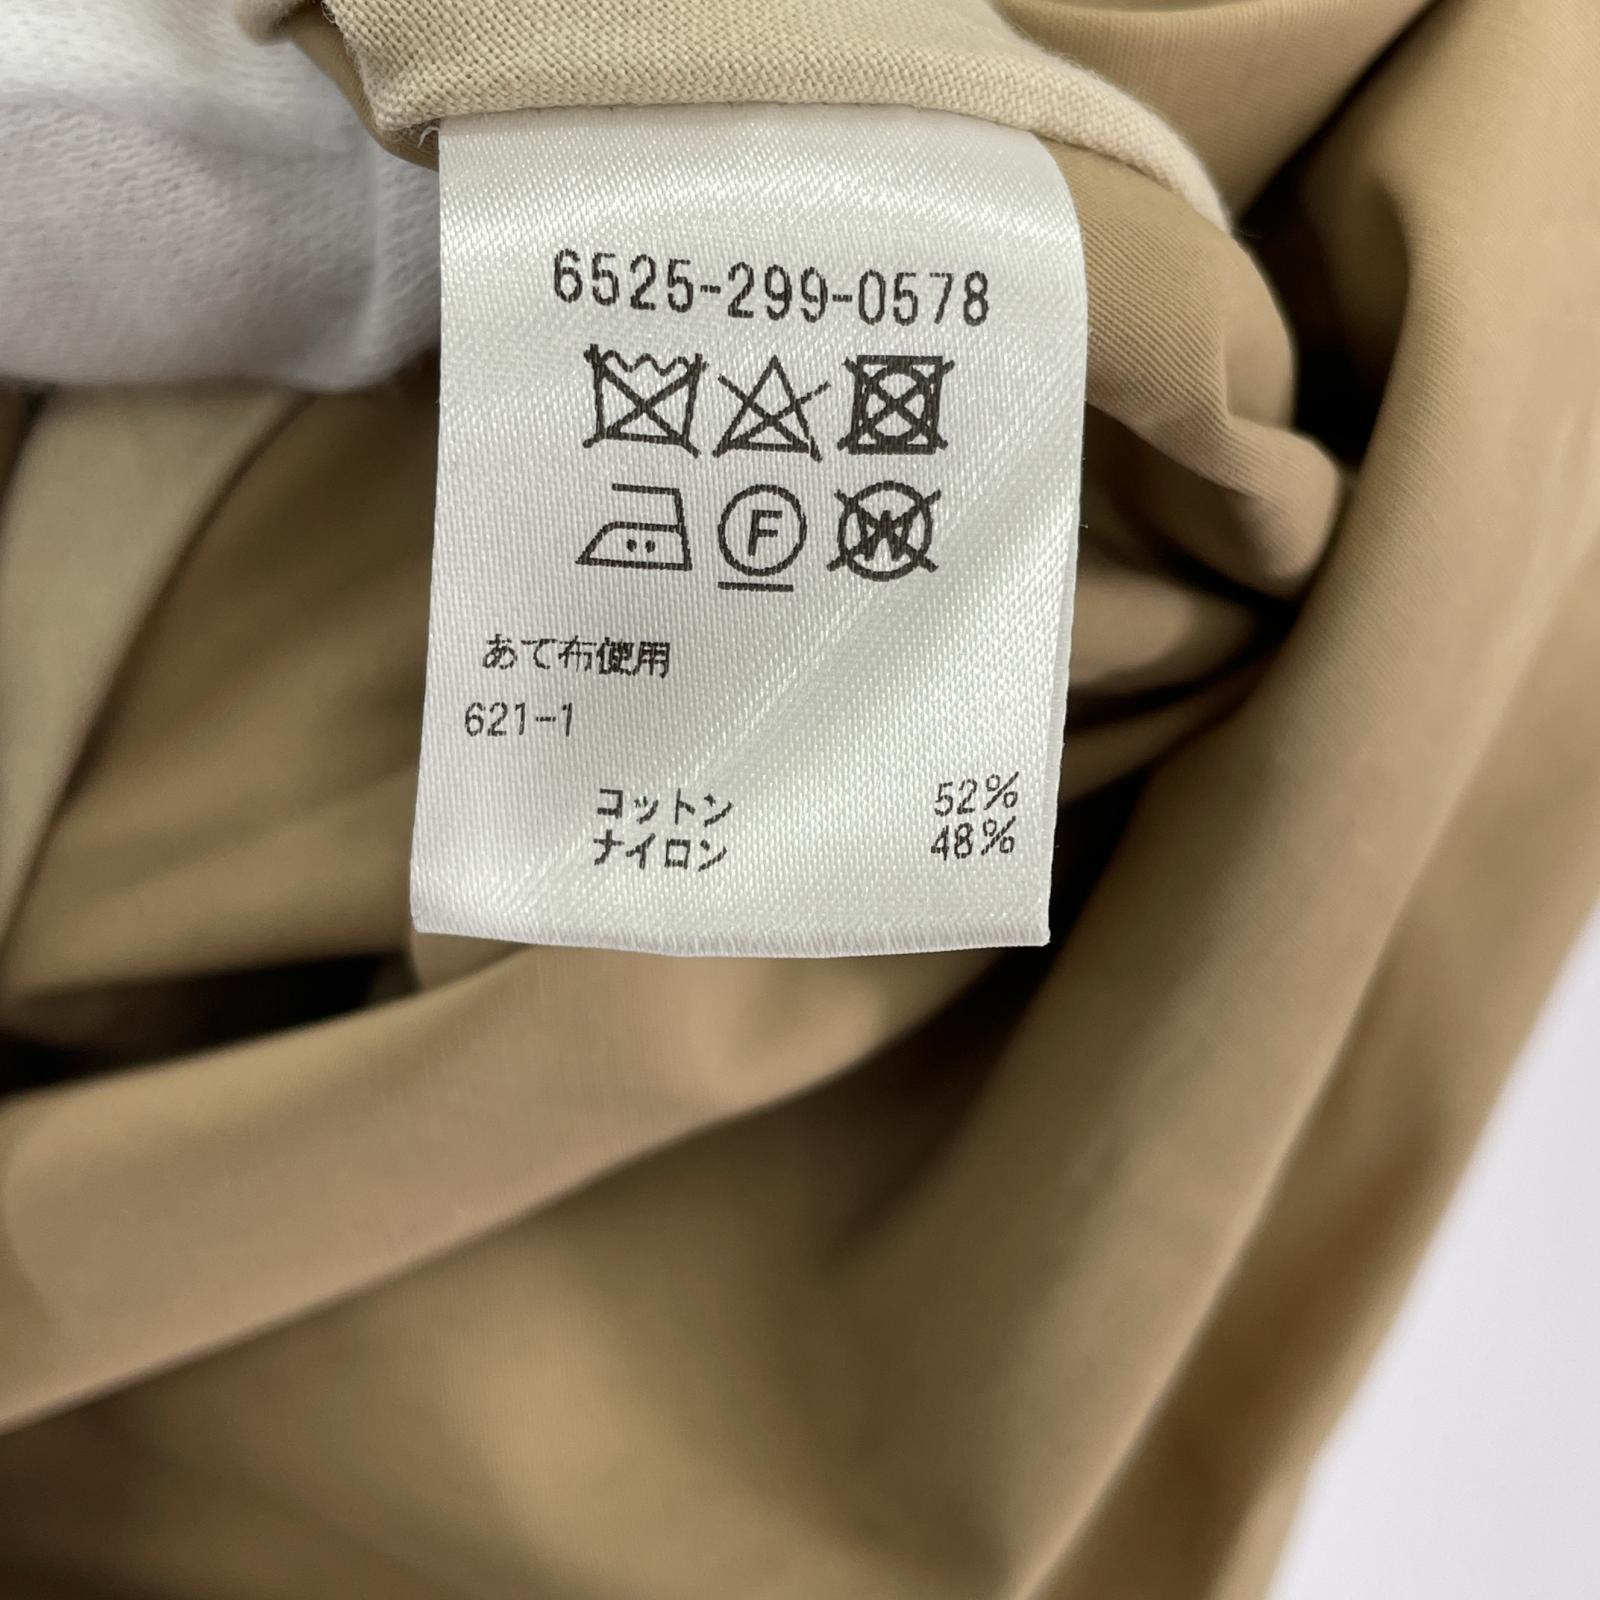 6525-299-0578
F W
あて布使用
621-1
コットン 52%
ナイロン 48%